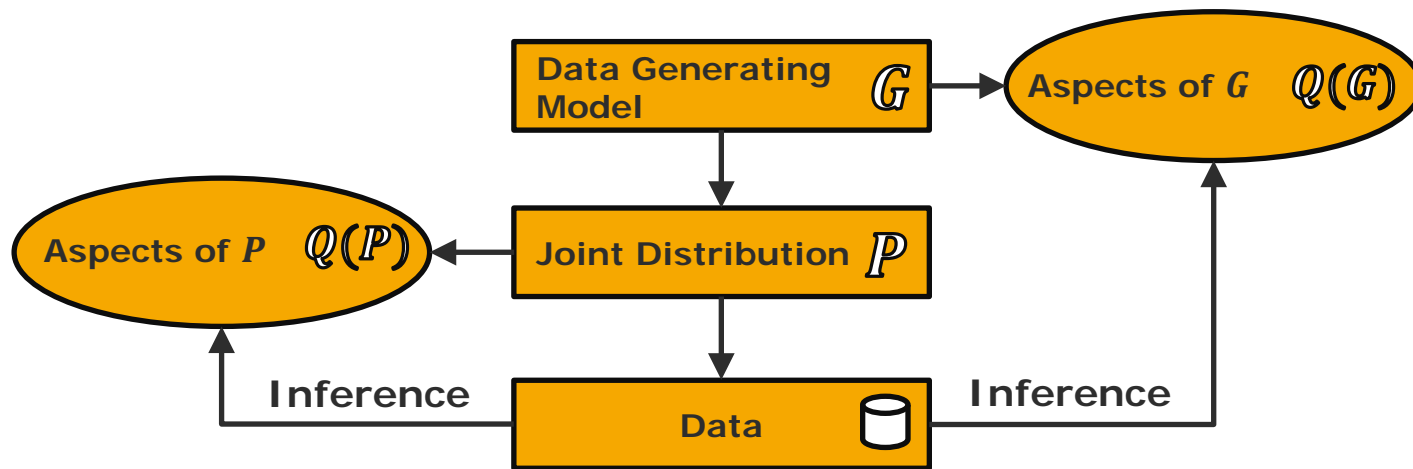 Data Generating
Model G
Aspects of G Q(G)
Aspects of P Q(P)
Joint Distribution P
Inference
Data
Inference